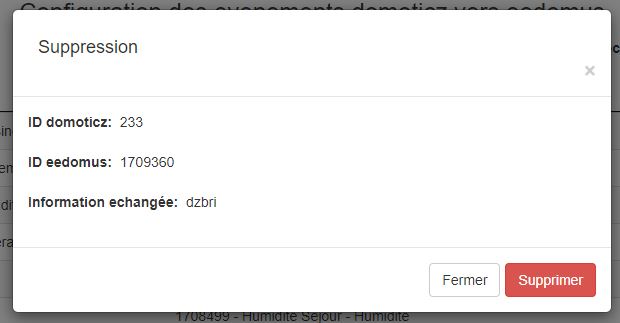 Configuration des evenements domoticz vers eedomus
Suppression
×
ID domoticz: 233
ID eedomus: 1709360
Information echangée: dzbri
Fermer
Supprimer
1708499 - Humidite Sejour - Humidite